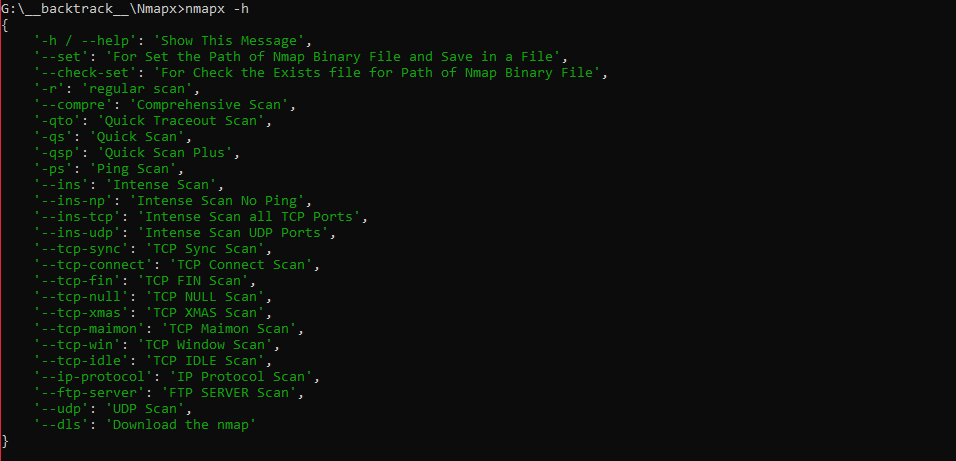 G:\__backtrack__\Nmapx>nmapx -h
{
    '-h / --help': 'Show This Message',
    '--set': 'For Set the Path of Nmap Binary File and Save in a File',
    '--check-set': 'For Check the Exists file for Path of Nmap Binary File',
    '-r': 'regular scan',
    '--compre': 'Comprehensive Scan',
    '-qto': 'Quick Traceout Scan',
    '-qs': 'Quick Scan',
    '-qsp': 'Quick Scan Plus',
    '-ps': 'Ping Scan',
    '--ins': 'Intense Scan',
    '--ins-np': 'Intense Scan No Ping',
    '--ins-tcp': 'Intense Scan all TCP Ports',
    '--ins-udp': 'Intense Scan UDP Ports',
    '--tcp-sync': 'TCP Sync Scan',
    '--tcp-connect': 'TCP Connect Scan',
    '--tcp-fin': 'TCP FIN Scan',
    '--tcp-null': 'TCP NULL Scan',
    '--tcp-xmas': 'TCP XMAS Scan',
    '--tcp-maimon': 'TCP Maimon Scan',
    '--tcp-win': 'TCP Window Scan',
    '--tcp-idle': 'TCP IDLE Scan',
    '--ip-protocol': 'IP Protocol Scan',
    '--ftp-server': 'FTP SERVER Scan',
    '--udp': 'UDP Scan',
    '--dls': 'Download the nmap'
}